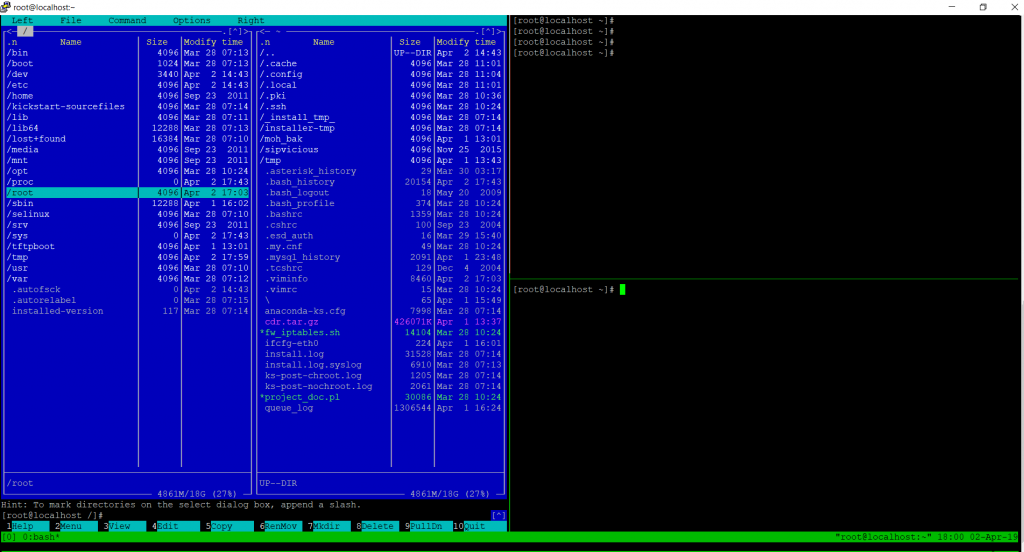 root@localhost:~
Left File Command Options Right
<─ / .[^]>
.n Name Size Modify time
/bin 4096 Mar 28 07:13
/boot 1024 Mar 28 07:13
/dev 3440 Apr 2 14:43
/etc 4096 Apr 2 14:43
/home 4096 Sep 23 2011
/kickstart-sourcefiles 4096 Mar 28 07:14
/lib 4096 Mar 28 07:11
/lib64 12288 Mar 28 07:13
/lost+found 16384 Mar 28 07:10
/media 4096 Sep 23 2011
/mnt 4096 Sep 23 2011
/opt 4096 Mar 28 10:24
/proc 0 Apr 2 17:43
/root 4096 Apr 2 17:03
/sbin 12288 Apr 1 16:02
/selinux 4096 Mar 28 07:10
/srv 4096 Sep 23 2011
/sys 0 Apr 2 17:43
/tftpboot 4096 Apr 1 13:01
/tmp 4096 Apr 2 17:59
/usr 4096 Mar 28 07:10
/var 4096 Mar 28 07:12
.autofsck 0 Apr 2 14:43
.autorelabel 0 Mar 28 07:15
installed-version 117 Mar 28 07:14
/root
4861M/18G (27%)
<─ ~ .[^]>
.n Name Size Modify time
/.. UP--DIR Apr 2 14:43
/.cache 4096 Mar 28 11:01
/.config 4096 Mar 28 11:04
/.local 4096 Mar 28 11:01
/.pki 4096 Mar 28 10:36
/.ssh 4096 Mar 28 10:24
/_install_tmp_ 4096 Mar 28 07:14
/installer-tmp 4096 Mar 28 07:14
/moh_bak 4096 Apr 1 13:01
/sipvicious 4096 Nov 25 2015
/tmp 4096 Apr 1 13:43
.asterisk_history 29 Mar 30 03:17
.bash_history 20154 Apr 2 17:43
.bash_logout 18 May 20 2009
.bash_profile 374 Mar 28 10:24
.bashrc 1359 Mar 28 10:24
.cshrc 100 Sep 23 2004
.esd_auth 16 Mar 29 15:40
.my.cnf 49 Mar 28 10:24
.mysql_history 2091 Apr 1 23:48
.tcshrc 129 Dec 4 2004
.viminfo 8460 Apr 2 17:03
.vimrc 15 Mar 28 10:24
\ 65 Apr 1 15:49
anaconda-ks.cfg 7998 Mar 28 07:14
cdr.tar.gz 426071K Apr 1 13:37
*fw_iptables.sh 14104 Mar 28 10:24
ifcfg-eth0 224 Apr 1 16:01
install.log 31528 Mar 28 07:14
install.log.syslog 6910 Mar 28 07:13
ks-post-chroot.log 1205 Mar 28 07:14
ks-post-nochroot.log 2061 Mar 28 07:14
*project_doc.pl 30086 Mar 28 10:24
queue_log 1306544 Apr 1 16:24
UP--DIR
4861M/18G (27%)
Hint: To mark directories on the select dialog box, append a slash.
[root@localhost /]# [^]
1Help 2Menu 3View 4Edit 5Copy 6RenMov 7Mkdir 8Delete 9PullDn 10Quit
[root@localhost ~]#
[root@localhost ~]#
[root@localhost ~]#
[root@localhost ~]#
[root@localhost ~]#
[0] 0:bash* "root@localhost:~" 18:00 02-Apr-19